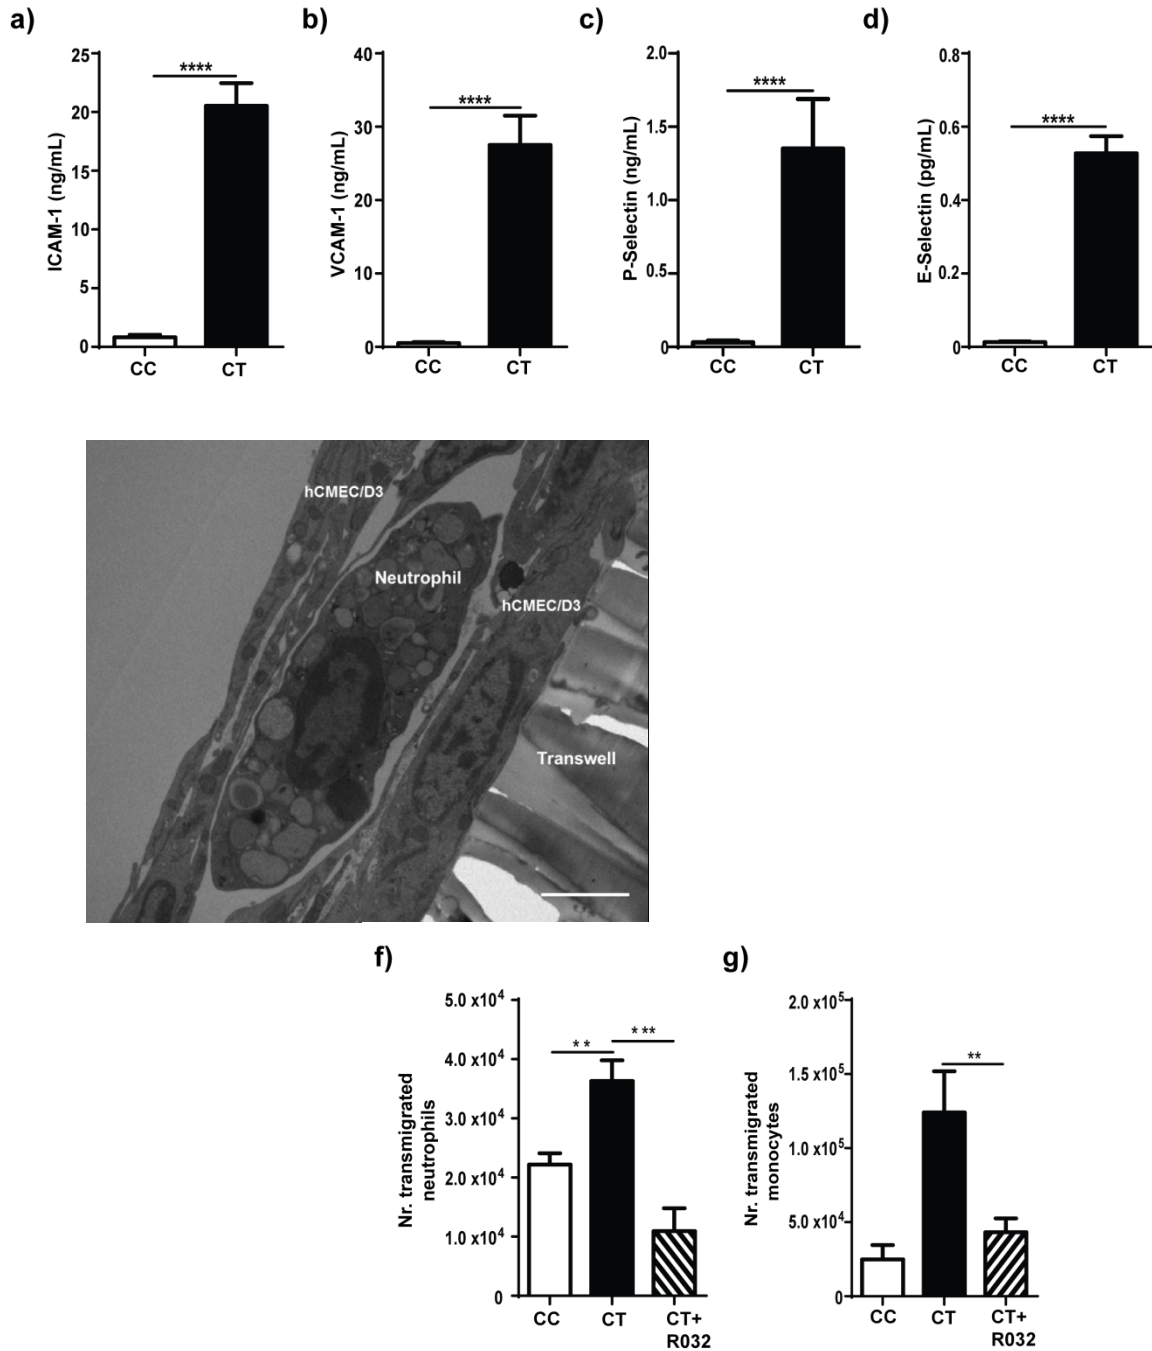 a)
25
20
15
10
5
0
ICAM-1 (ng/mL)
****
CC
CT
b)
40
30
20
10
0
VCAM-1 (ng/mL)
****
CC
CT
c)
2.0
1.5
1.0
0.5
0
P-Selectin (ng/mL)
****
CC
CT
d)
0.8
0.6
0.4
0.2
0
E-Selectin (pg/mL)
****
CC
CT
hCMEC/D3
Neutrophil
hCMEC/D3
Transwell
f)
5.0 x10⁴
4.0 x10⁴
3.0 x10⁴
2.0 x10⁴
1.0 x10⁴
0
Nr. transmigrated
neutrophils
* *
* **
CC
CT
CT+
R032
g)
2.0 x10⁵
1.5 x10⁵
1.0 x10⁵
5.0 x10⁴
0
Nr. transmigrated
monocytes
**
CC
CT
CT+
R032